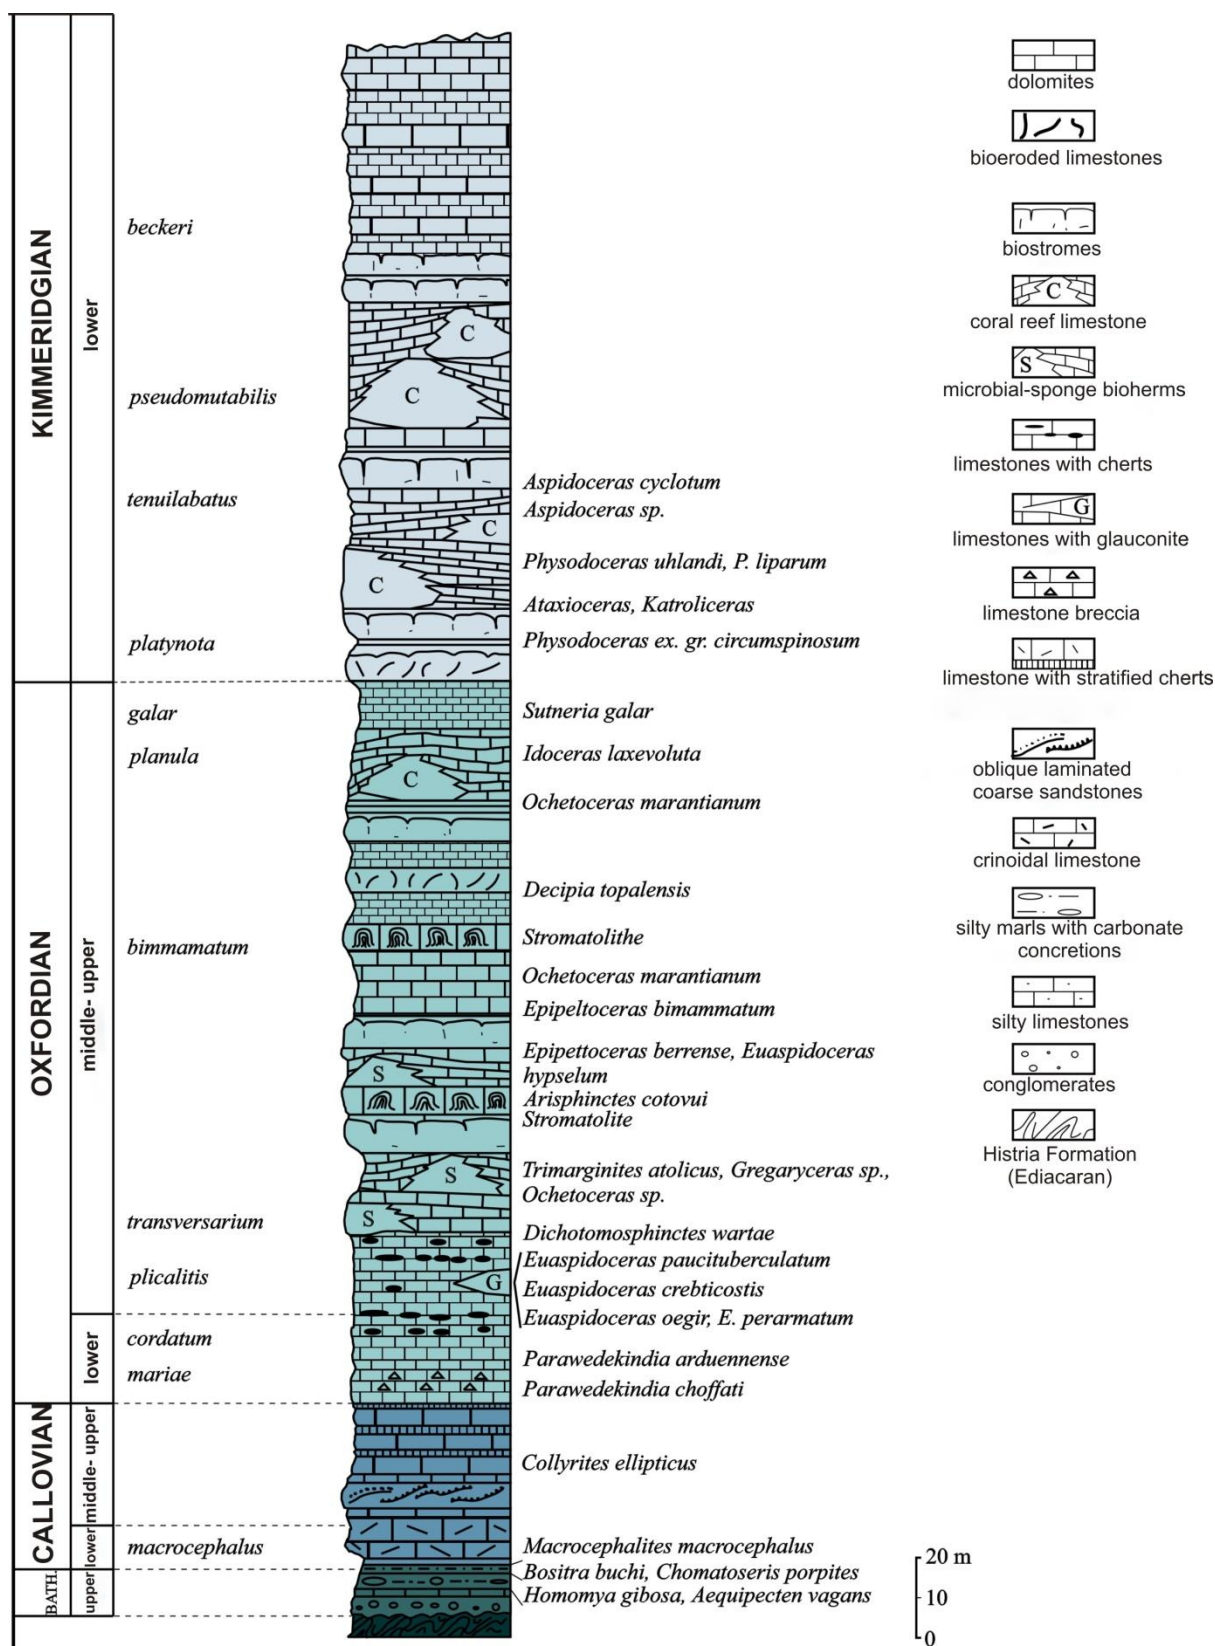 KIMMERIDGIAN
lower
OXFORDIAN
middle- upper
lower
CALLOVIAN
middle- upper
lower
BATH.
upper
beckeri
pseudomutabilis
tenuilabatus
platynota
galar
planula
bimmamatum
transversarium
plicalitis
cordatum
mariae
macrocephalus
C
C
C
C
C
S
S
S
G
Aspidoceras cyclotum
Aspidoceras sp.
Physodoceras uhlandi, P. liparum
Ataxioceras, Katroliceras
Physodoceras ex. gr. circumspinosum
Sutneria galar
Idoceras laxevoluta
Ochetoceras marantianum
Decipia topalensis
Stromatolithe
Ochetoceras marantianum
Epipeltoceras bimammatum
Epipettoceras berrense, Euaspidoceras
hypselum
Arisphinctes cotovui
Stromatolite
Trimarginites atolicus, Gregaryceras sp.,
Ochetoceras sp.
Dichotomosphinctes wartae
Euaspidoceras paucituberculatum
Euaspidoceras crebticostis
Euaspidoceras oegir, E. perarmatum
Parawedekindia arduennense
Parawedekindia choffati
Collyrites ellipticus
Macrocephalites macrocephalus
Bositra buchi, Chomatoseris porpites
Homomya gibosa, Aequipecten vagans
dolomites
bioeroded limestones
biostromes
C
coral reef limestone
S
microbial-sponge bioherms
limestones with cherts
G
limestones with glauconite
limestone breccia
limestone with stratified cherts
oblique laminated
coarse sandstones
crinoidal limestone
silty marls with carbonate
concretions
silty limestones
conglomerates
Histria Formation
(Ediacaran)
20 m
10
0